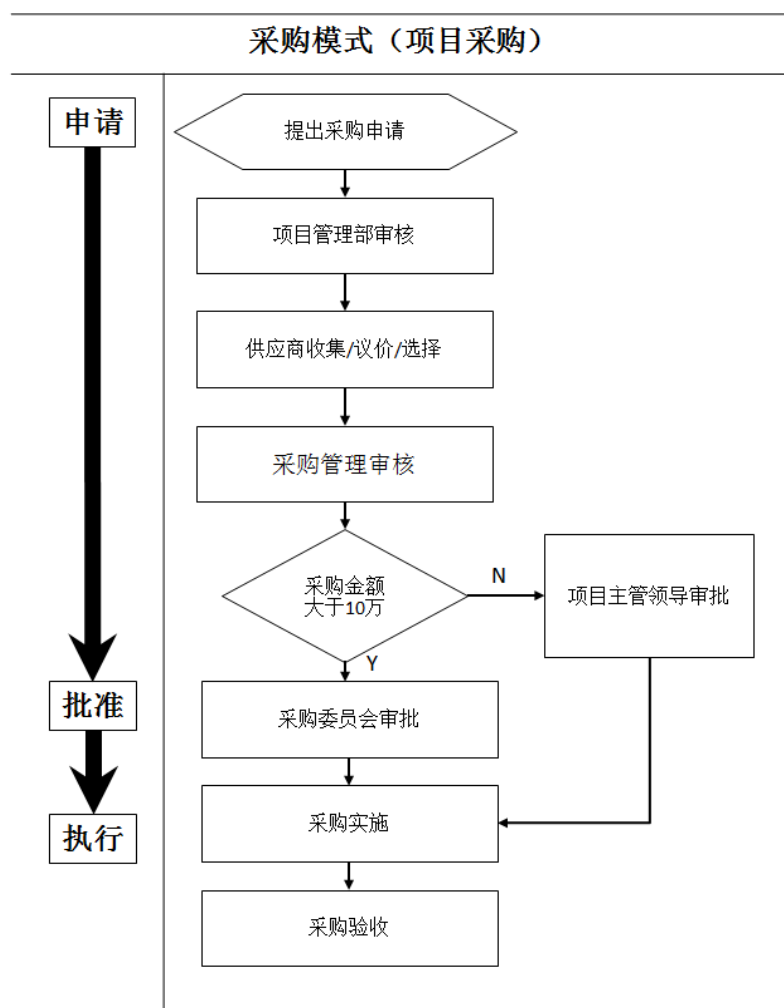 采购模式（项目采购）
申请
提出采购申请
项目管理部审核
供应商收集/议价/选择
采购管理审核
采购金额
大于10万
N
项目主管领导审批
Y
批准
采购委员会审批
采购实施
执行
采购验收